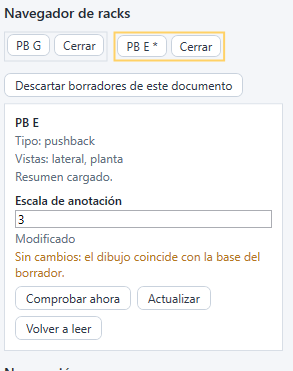 Navegador de racks
PB G Cerrar PB E * Cerrar
Descartar borradores de este documento
PB E
Tipo: pushback
Vistas: lateral, planta
Resumen cargado.
Escala de anotación
3
Modificado
Sin cambios: el dibujo coincide con la base del
borrador.
Comprobar ahora Actualizar
Volver a leer